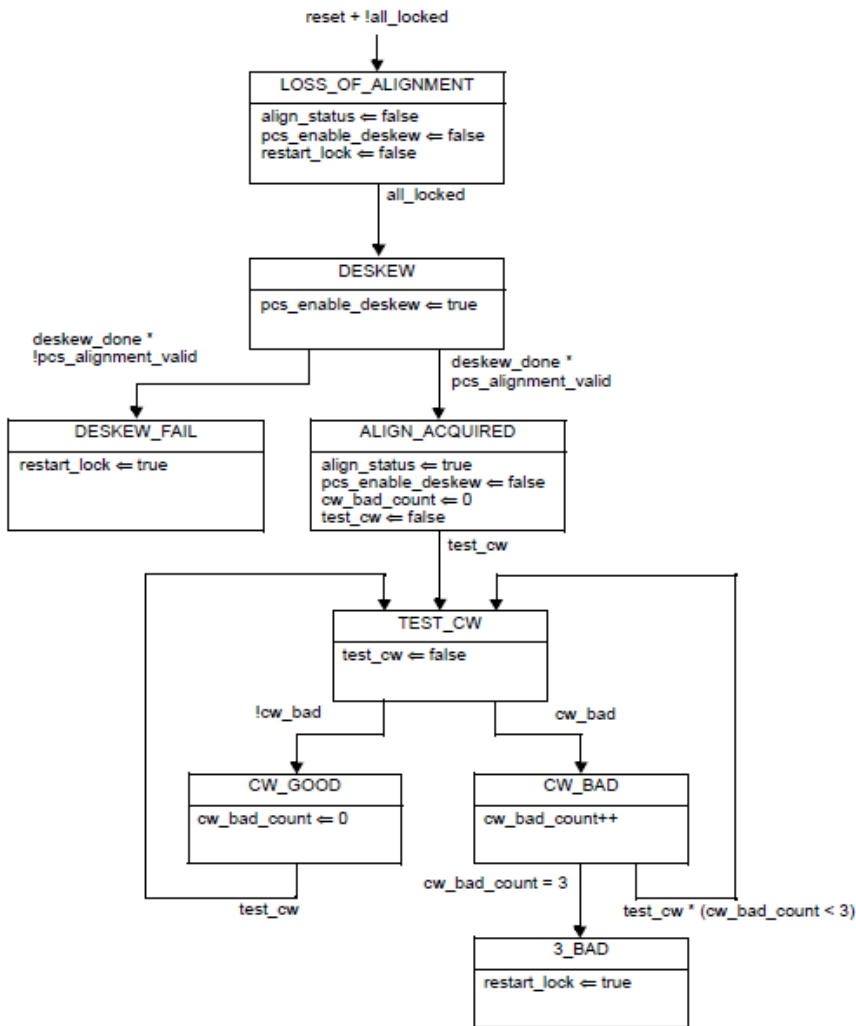 reset + !all_locked
LOSS_OF_ALIGNMENT
align_status ⇐ false
pcs_enable_deskew ⇐ false
restart_lock ⇐ false
all_locked
DESKEW
pcs_enable_deskew ⇐ true
deskew_done *
!pcs_alignment_valid
deskew_done *
pcs_alignment_valid
DESKEW_FAIL
restart_lock ⇐ true
ALIGN_ACQUIRED
align_status ⇐ true
pcs_enable_deskew ⇐ false
cw_bad_count ⇐ 0
test_cw ⇐ false
test_cw
TEST_CW
test_cw ⇐ false
!cw_bad
cw_bad
CW_GOOD
cw_bad_count ⇐ 0
CW_BAD
cw_bad_count++
test_cw
cw_bad_count = 3
test_cw * (cw_bad_count < 3)
3_BAD
restart_lock ⇐ true